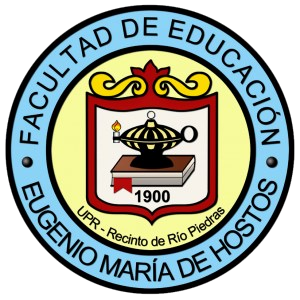 FACULTAD DE EDUCACIÓN
1900
UPR - Recinto de Río Piedras
EUGENIO MARÍA DE HOSTOS